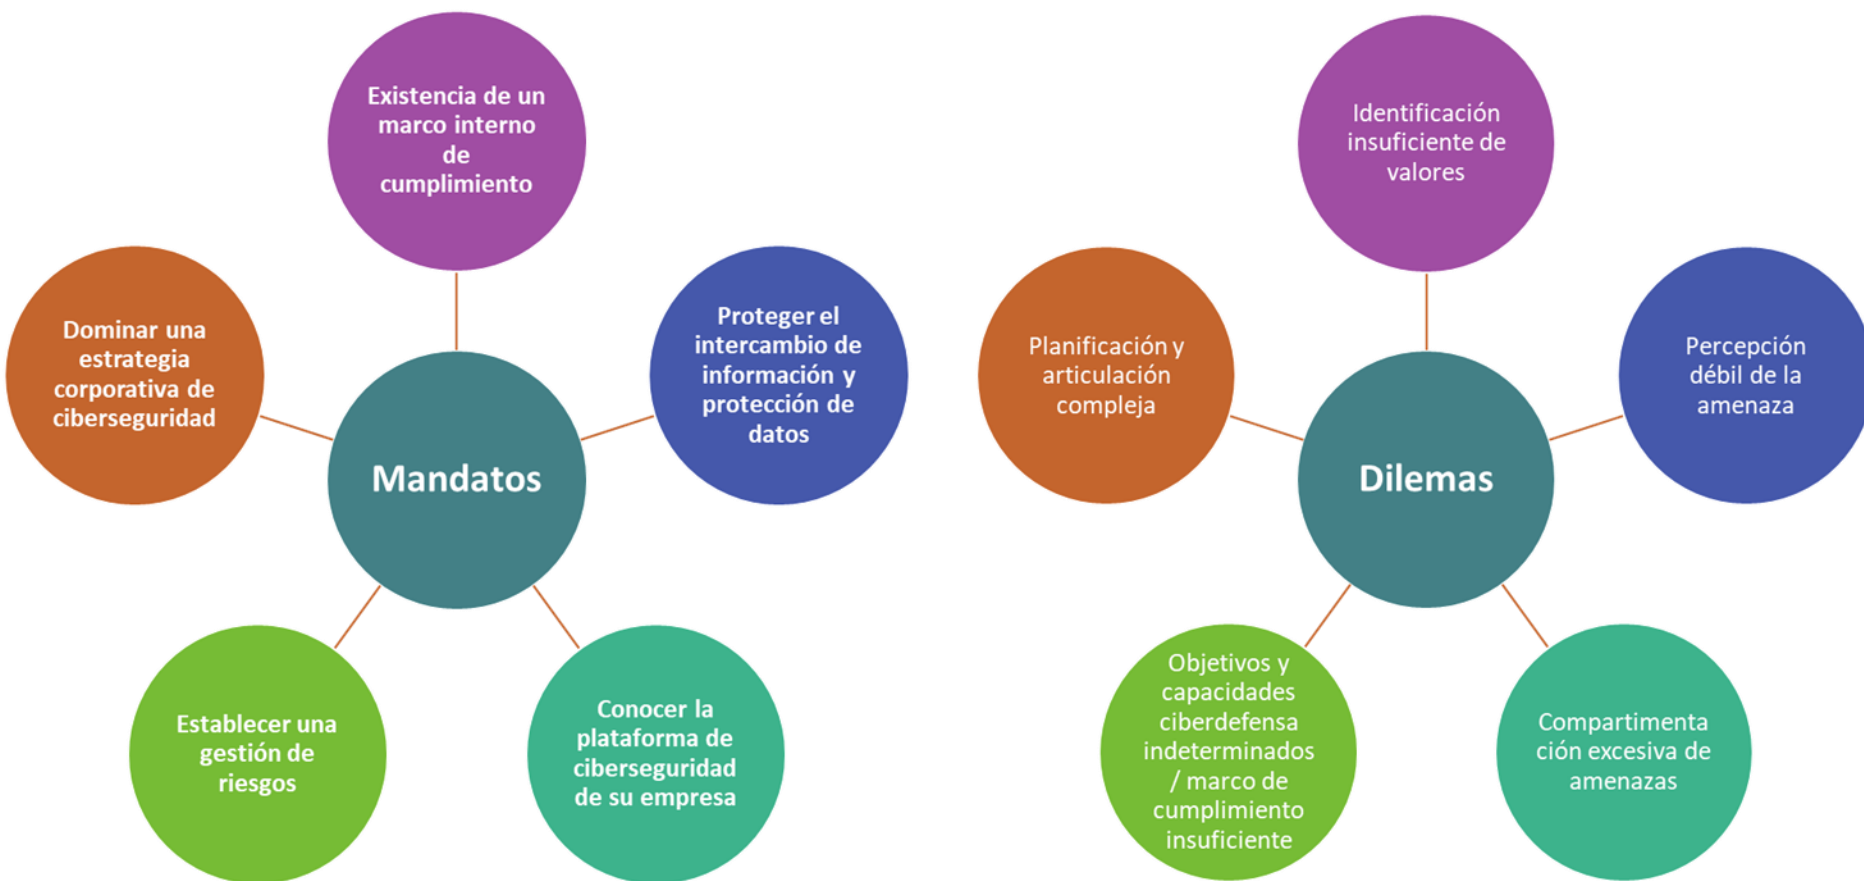 Existencia de un
marco interno
de
cumplimiento
Proteger el
intercambio de
información y
protección de
datos
Conocer la
plataforma de
ciberseguridad
de su empresa
Establecer una
gestión de
riesgos
Dominar una
estrategia
corporativa de
ciberseguridad
Mandatos
Identificación
insuficiente de
valores
Percepción
débil de la
amenaza
Compartimenta
ción excesiva de
amenazas
Objetivos y
capacidades
ciberdefensa
indeterminados
/ marco de
cumplimiento
insuficiente
Planificación y
articulación
compleja
Dilemas